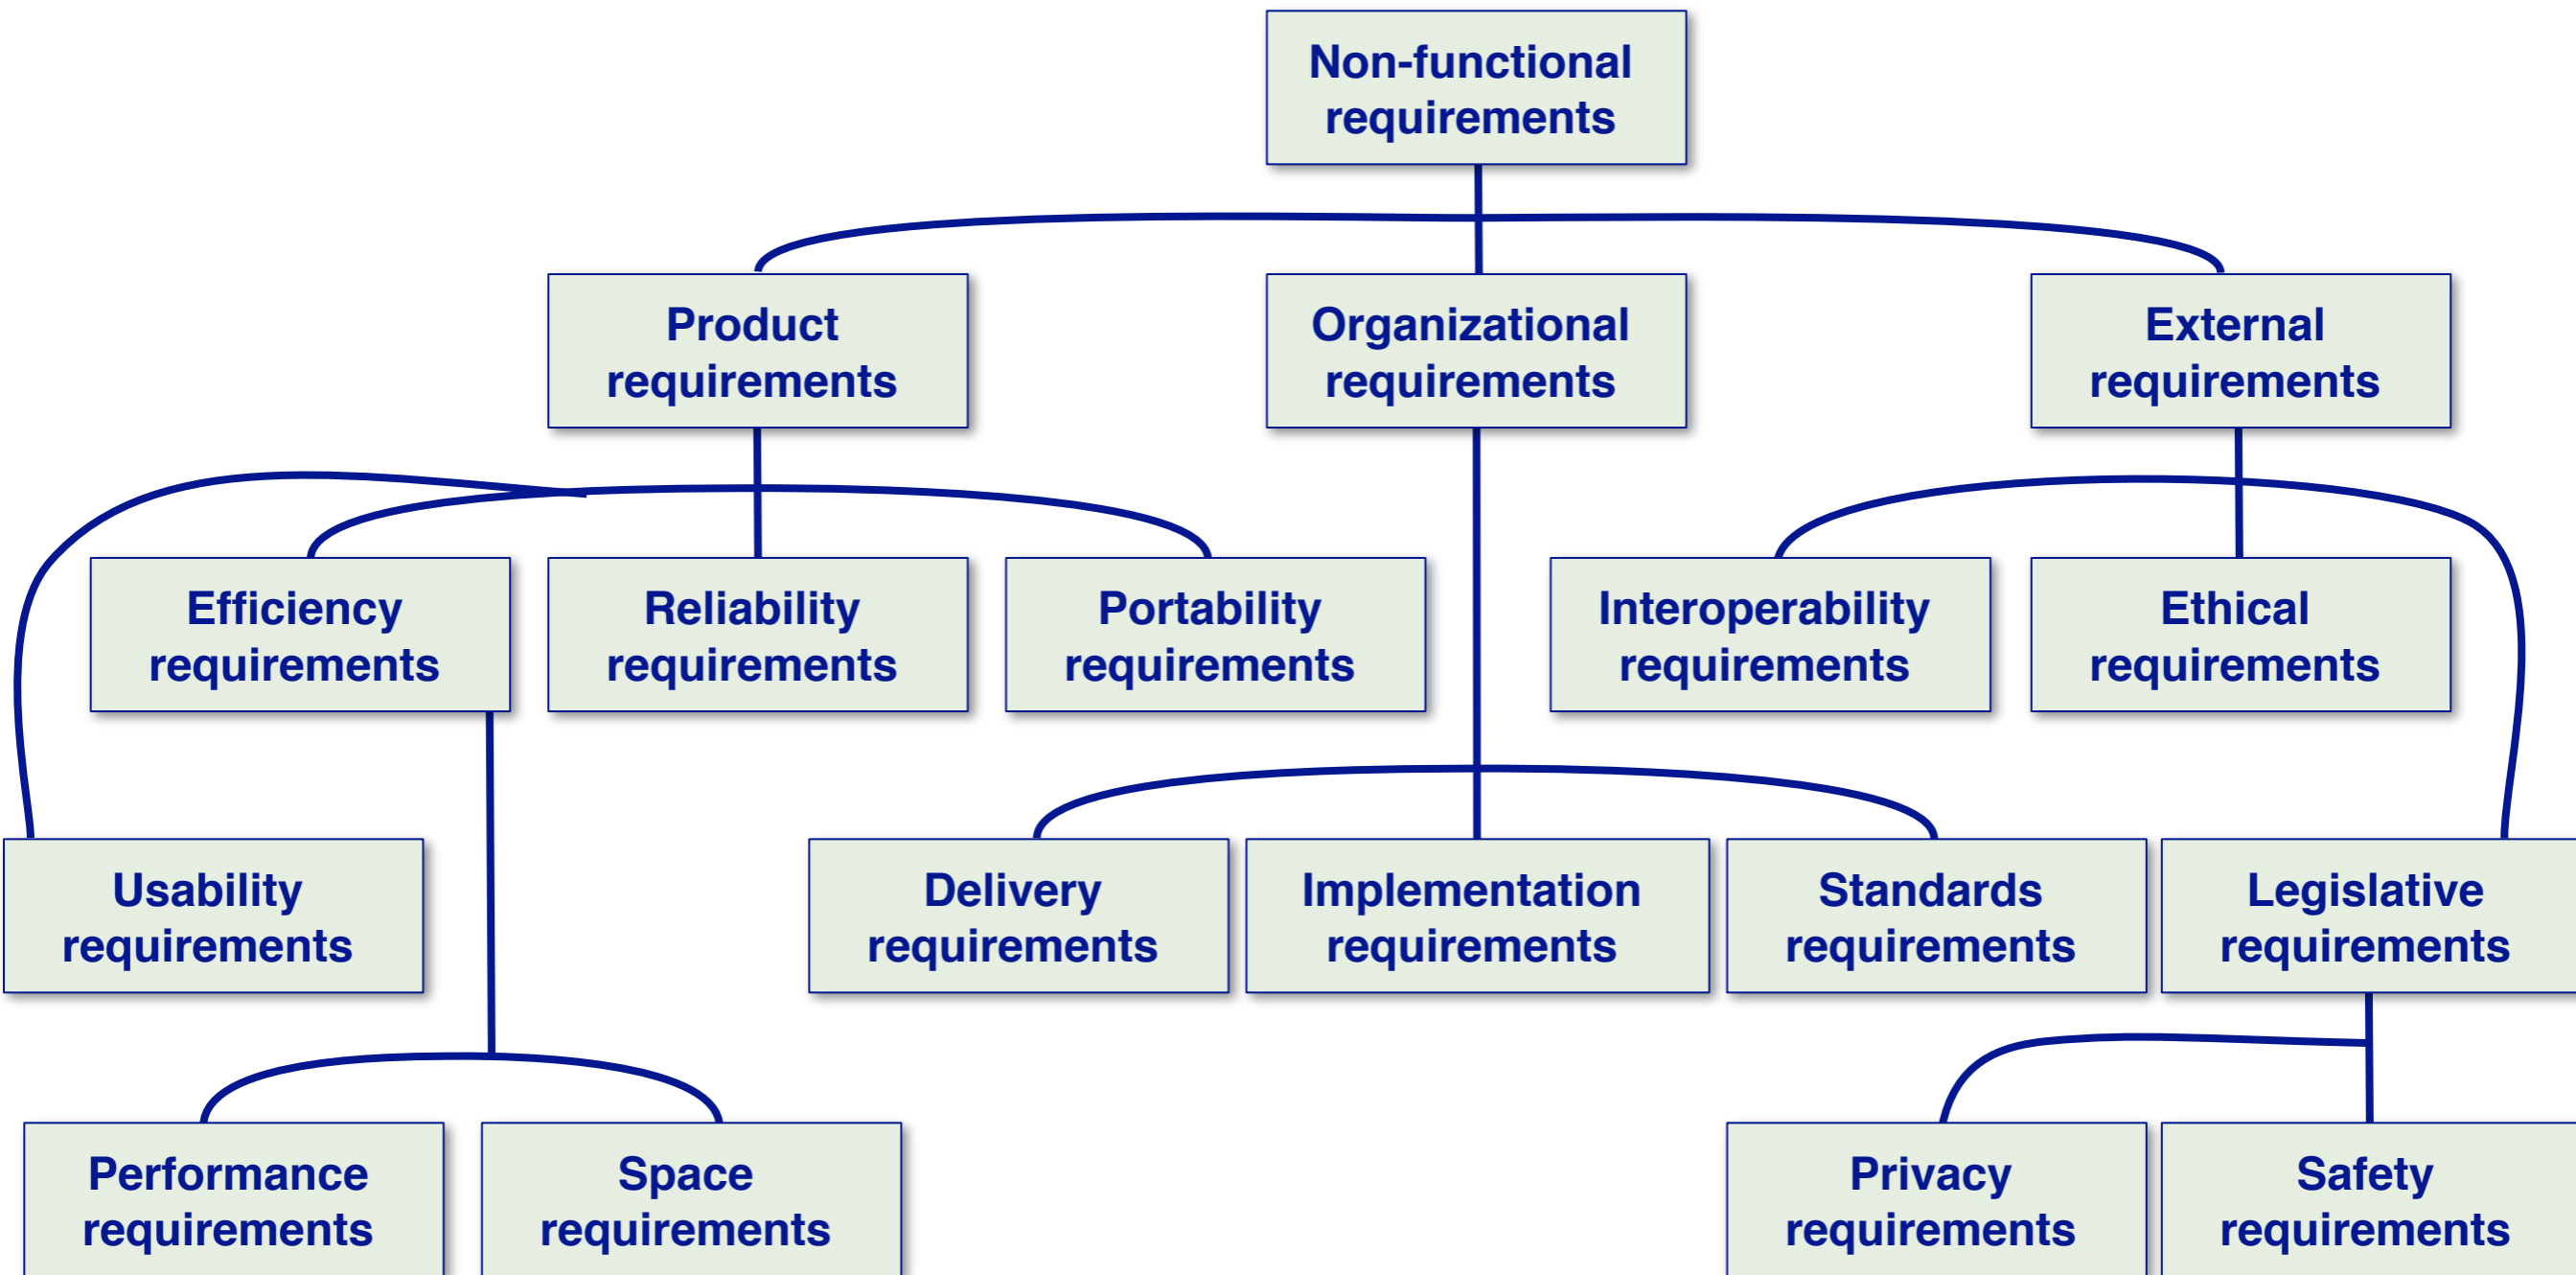 Non-functional
requirements
Product
requirements
Organizational
requirements
External
requirements
Efficiency
requirements
Reliability
requirements
Portability
requirements
Interoperability
requirements
Ethical
requirements
Usability
requirements
Delivery
requirements
Implementation
requirements
Standards
requirements
Legislative
requirements
Performance
requirements
Space
requirements
Privacy
requirements
Safety
requirements